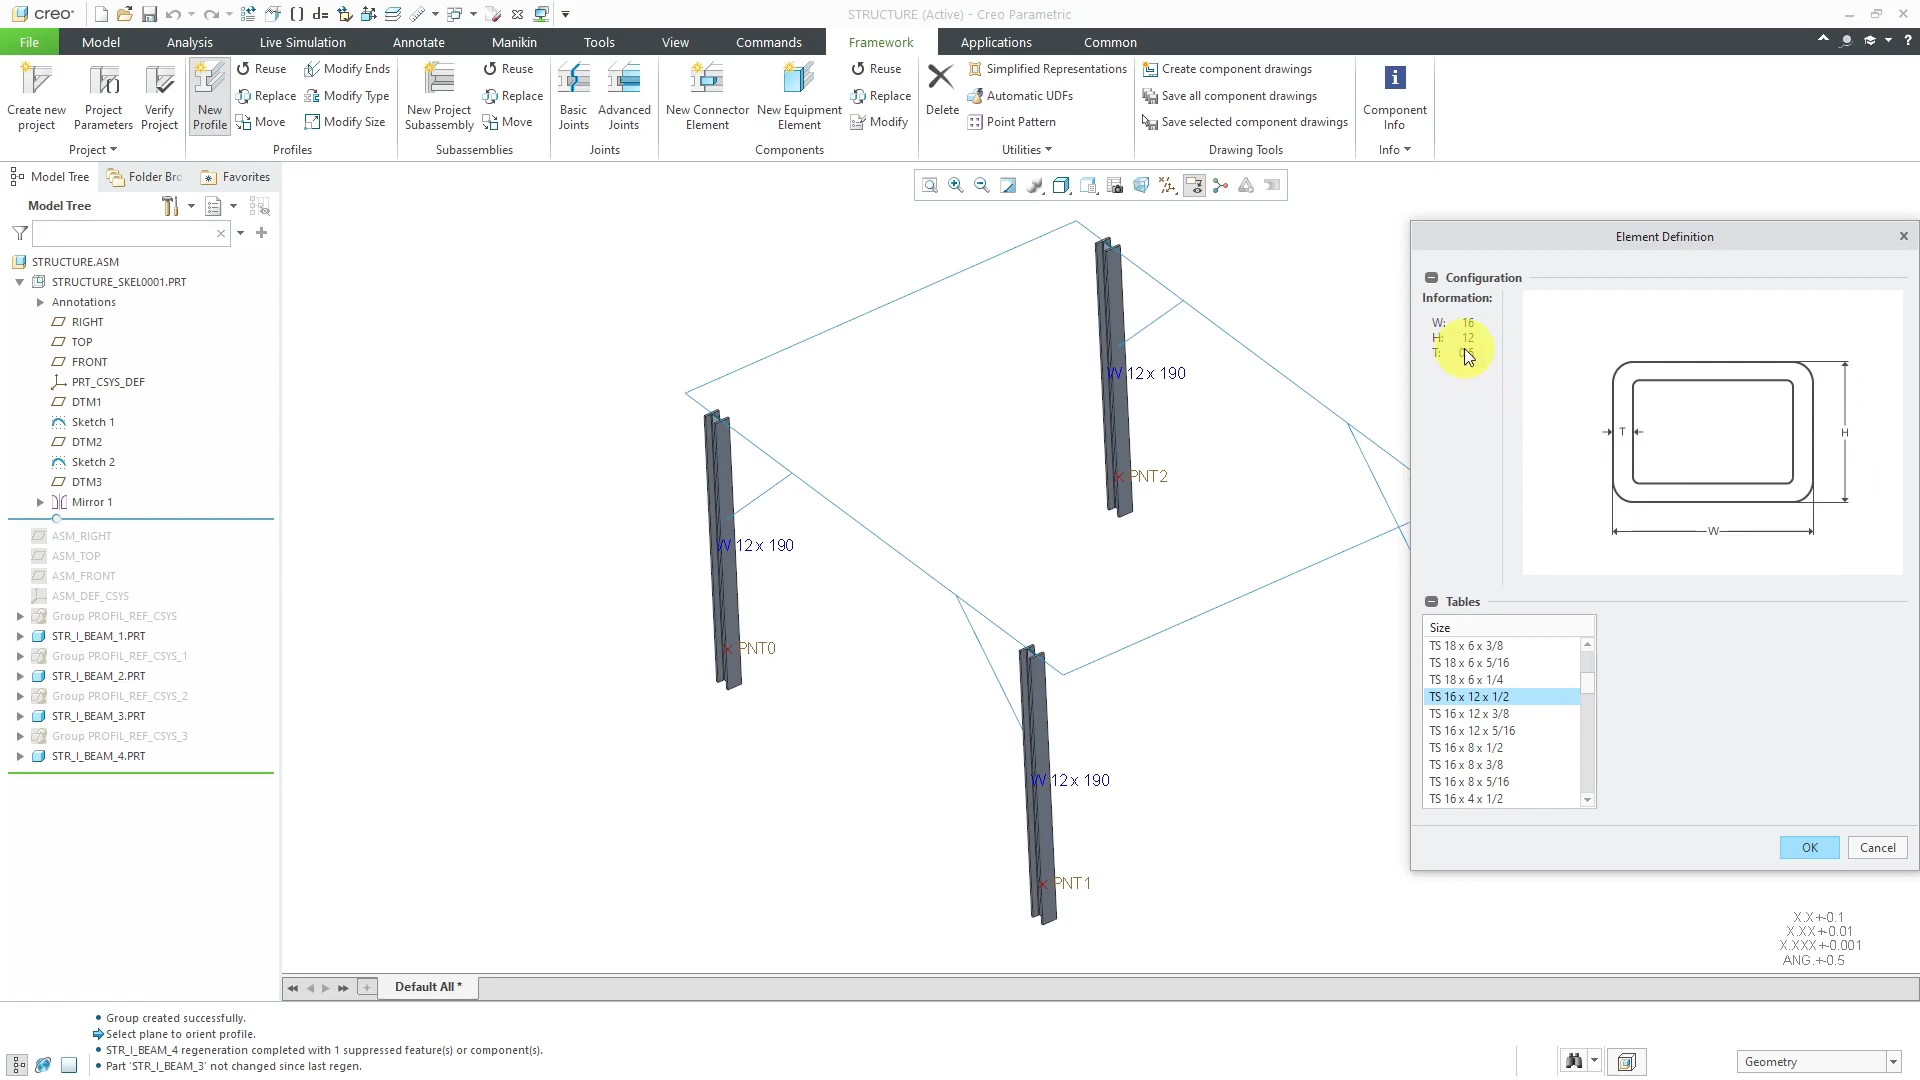 creo
STRUCTURE (Active) - Creo Parametric
File
Model
Analysis
Live Simulation
Annotate
Manikin
Tools
View
Commands
Framework
Applications
Common
Create new project
Project Parameters
Verify Project
Project
New Profile
Reuse
Replace
Move
Modify Ends
Modify Type
Modify Size
Profiles
New Project Subassembly
Reuse
Replace
Move
Subassemblies
Basic Joints
Advanced Joints
Joints
New Connector Element
New Equipment Element
Reuse
Replace
Modify
Components
Delete
Simplified Representations
Automatic UDFs
Point Pattern
Utilities
Create component drawings
Save all component drawings
Save selected component drawings
Drawing Tools
Component Info
Info
Model Tree
Folder Bro
Favorites
Model Tree
STRUCTURE.ASM
STRUCTURE_SKEL0001.PRT
Annotations
RIGHT
TOP
FRONT
PRT_CSYS_DEF
DTM1
Sketch 1
DTM2
Sketch 2
DTM3
Mirror 1
ASM_RIGHT
ASM_TOP
ASM_FRONT
ASM_DEF_CSYS
Group PROFIL_REF_CSYS
STR_I_BEAM_1.PRT
Group PROFIL_REF_CSYS_1
STR_I_BEAM_2.PRT
Group PROFIL_REF_CSYS_2
STR_I_BEAM_3.PRT
Group PROFIL_REF_CSYS_3
STR_I_BEAM_4.PRT
W 12 x 190
PNT2
W 12 x 190
PNT0
W 12 x 190
PNT1
Element Definition
Configuration
Information:
W: 16
H: 12
T:
T
H
W
Tables
Size
TS 18 x 6 x 3/8
TS 18 x 6 x 5/16
TS 18 x 6 x 1/4
TS 16 x 12 x 1/2
TS 16 x 12 x 3/8
TS 16 x 12 x 5/16
TS 16 x 8 x 1/2
TS 16 x 8 x 3/8
TS 16 x 8 x 5/16
TS 16 x 4 x 1/2
OK
Cancel
X.X+-0.1
X.XX+-0.01
X.XXX+-0.001
ANG.+-0.5
Default All *
Group created successfully.
Select plane to orient profile.
STR_I_BEAM_4 regeneration completed with 1 suppressed feature(s) or component(s).
Part 'STR_I_BEAM_3' not changed since last regen.
Geometry